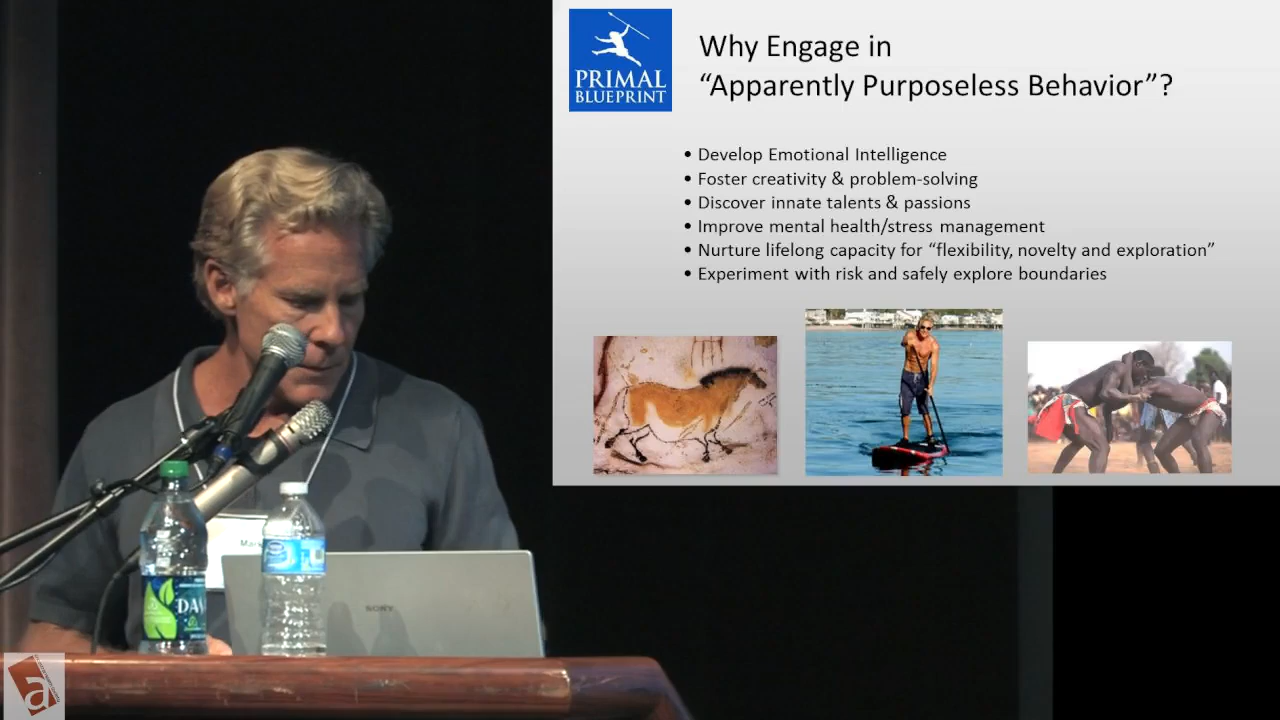 PRIMAL
BLUEPRINT
Why Engage in
“Apparently Purposeless Behavior”?
• Develop Emotional Intelligence
• Foster creativity & problem-solving
• Discover innate talents & passions
• Improve mental health/stress management
• Nurture lifelong capacity for “flexibility, novelty and exploration”
• Experiment with risk and safely explore boundaries
SONY
a